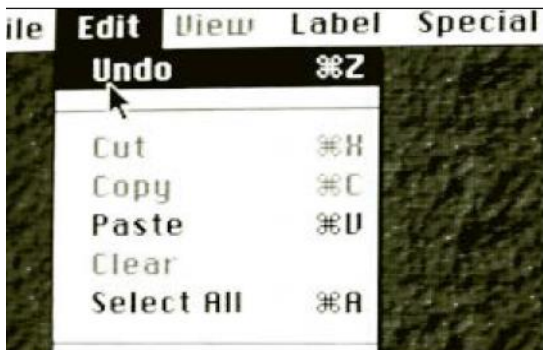 ile Edit View Label Special
Undo ⌘Z
Cut ⌘X
Copy ⌘C
Paste ⌘V
Clear
Select All ⌘A